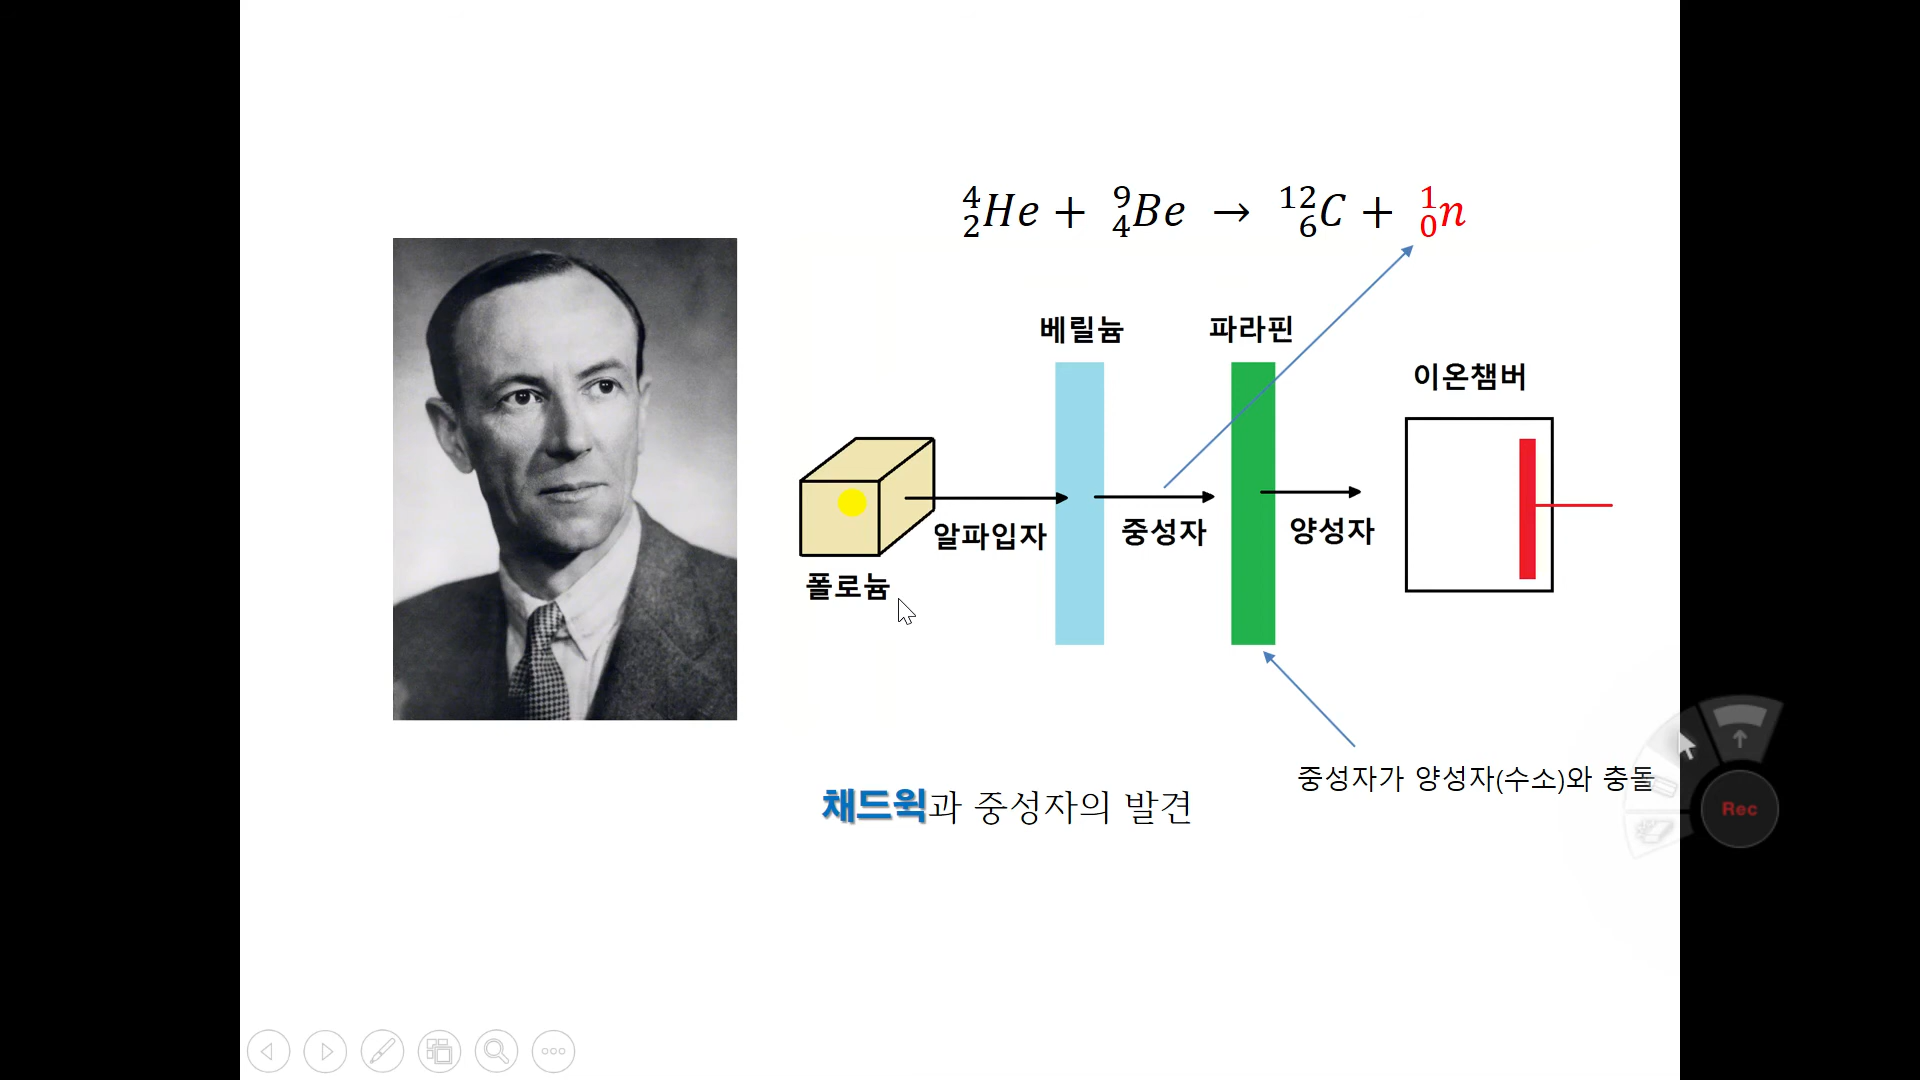 ⁴₂He + ⁹₄Be → ¹²₆C + ¹₀n
베릴늄
파라핀
이온챔버
알파입자
중성자
양성자
폴로늄
중성자가 양성자(수소)와 충돌
채드윅과 중성자의 발견
Rec